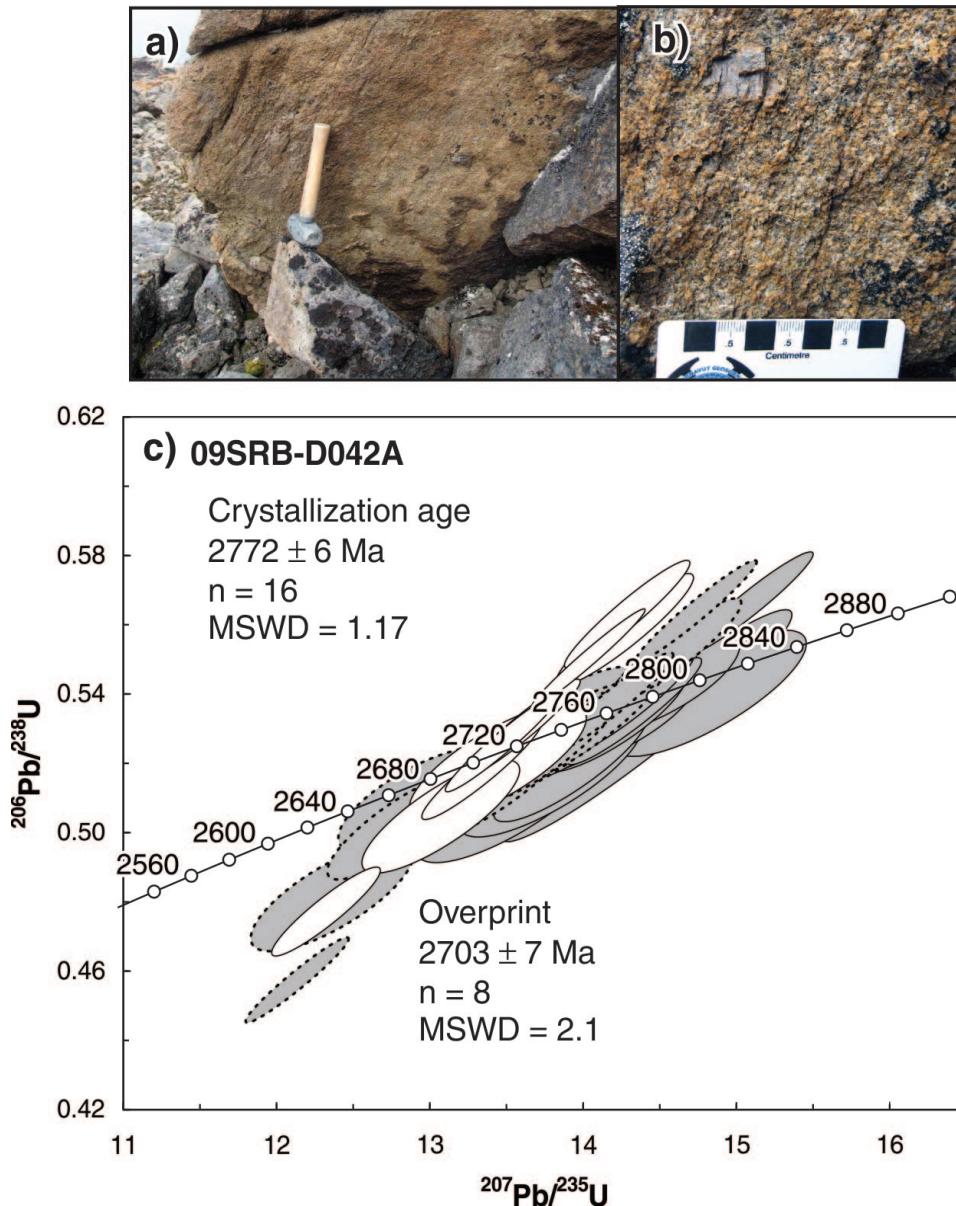 a)
b)
.5 .5 .5
Centimetre
c) 09SRB-D042A
Crystallization age
2772 ± 6 Ma
n = 16
MSWD = 1.17
Overprint
2703 ± 7 Ma
n = 8
MSWD = 2.1
0.62
0.58
0.54
0.50
0.46
0.42
206Pb/238U
2560
2600
2640
2680
2720
2760
2800
2840
2880
11 12 13 14 15 16
207Pb/235U